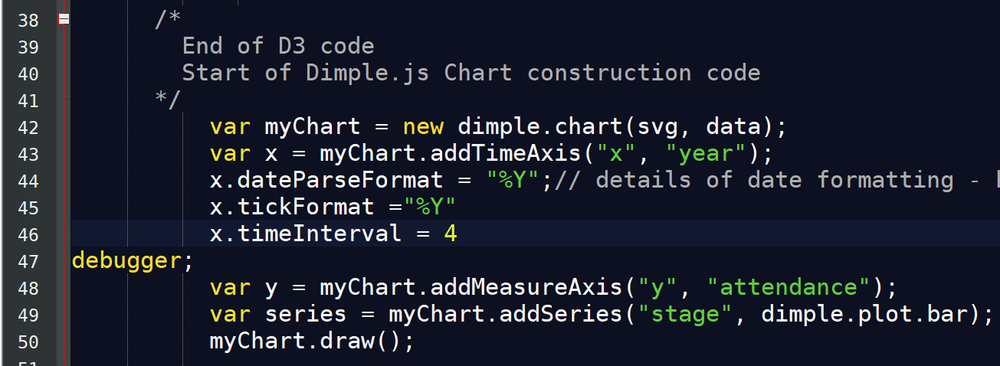 38 /*
39 End of D3 code
40 Start of Dimple.js Chart construction code
41 */
42 var myChart = new dimple.chart(svg, data);
43 var x = myChart.addTimeAxis("x", "year");
44 x.dateParseFormat = "%Y";// details of date formatting -
45 x.tickFormat ="%Y"
46 x.timeInterval = 4
47 debugger;
48 var y = myChart.addMeasureAxis("y", "attendance");
49 var series = myChart.addSeries("stage", dimple.plot.bar);
50 myChart.draw();